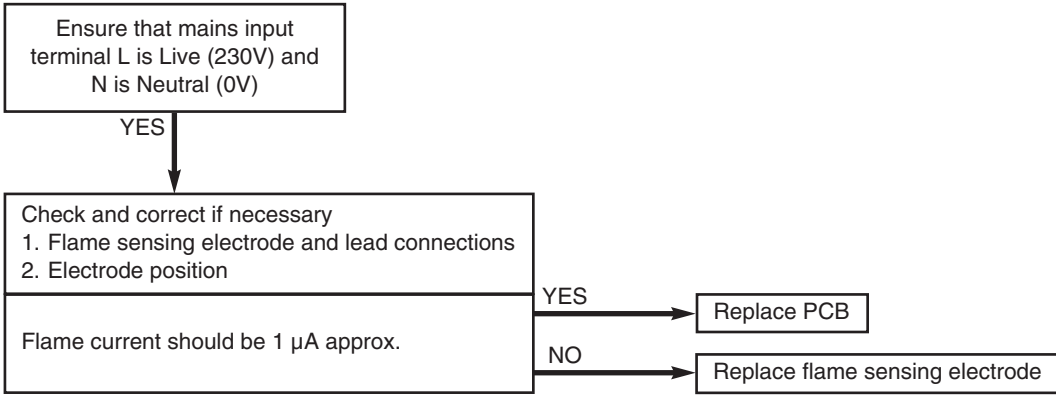 Ensure that mains input
terminal L is Live (230V) and
N is Neutral (0V)
YES
Check and correct if necessary
1. Flame sensing electrode and lead connections
2. Electrode position
Flame current should be 1 µA approx.
YES
Replace PCB
NO
Replace flame sensing electrode